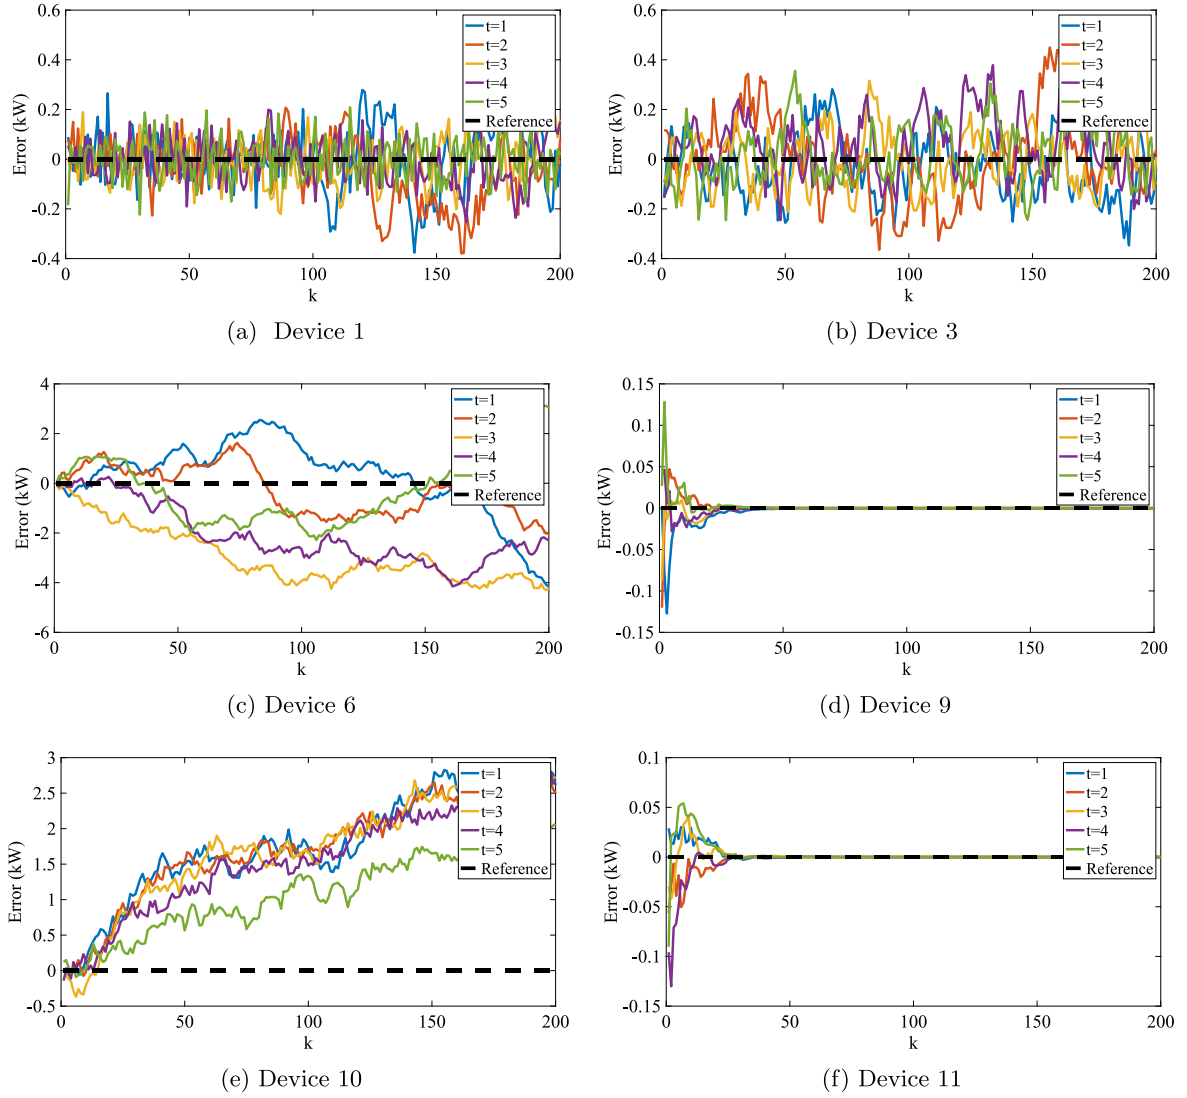 0.6
0.4
0.2
0
-0.2
-0.4
Error (kW)
0 50 100 150 200
k
t=1
t=2
t=3
t=4
t=5
Reference
(a) Device 1
0.6
0.4
0.2
0
-0.2
-0.4
Error (kW)
0 50 100 150 200
k
t=1
t=2
t=3
t=4
t=5
Reference
(b) Device 3
4
2
0
-2
-4
-6
Error (kW)
0 50 100 150 200
k
t=1
t=2
t=3
t=4
t=5
Reference
(c) Device 6
0.15
0.1
0.05
0
-0.05
-0.1
-0.15
Error (kW)
0 50 100 150 200
k
t=1
t=2
t=3
t=4
t=5
Reference
(d) Device 9
3
2.5
2
1.5
1
0.5
0
-0.5
Error (kW)
0 50 100 150 200
k
t=1
t=2
t=3
t=4
t=5
Reference
(e) Device 10
0.1
0.05
0
-0.05
-0.1
-0.15
Error (kW)
0 50 100 150 200
k
t=1
t=2
t=3
t=4
t=5
Reference
(f) Device 11